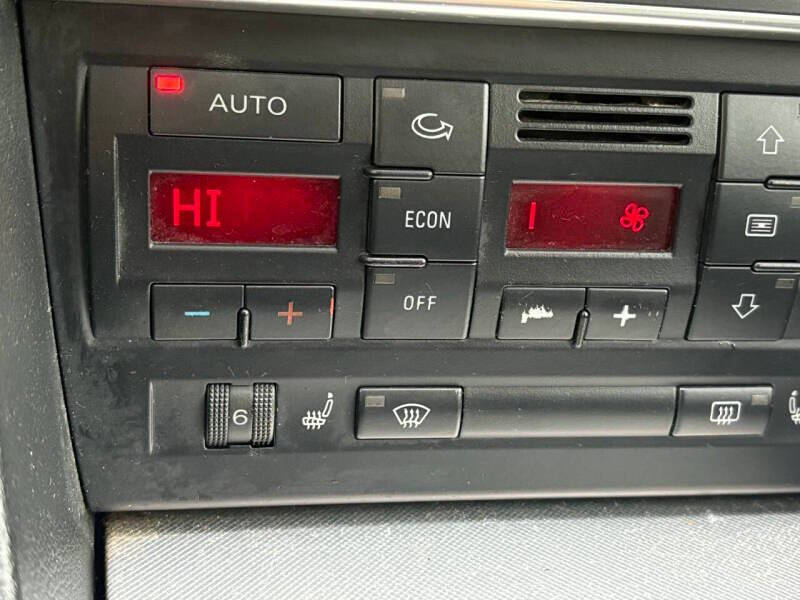 AUTO
HI
ECON
1
OFF
- +
+
6